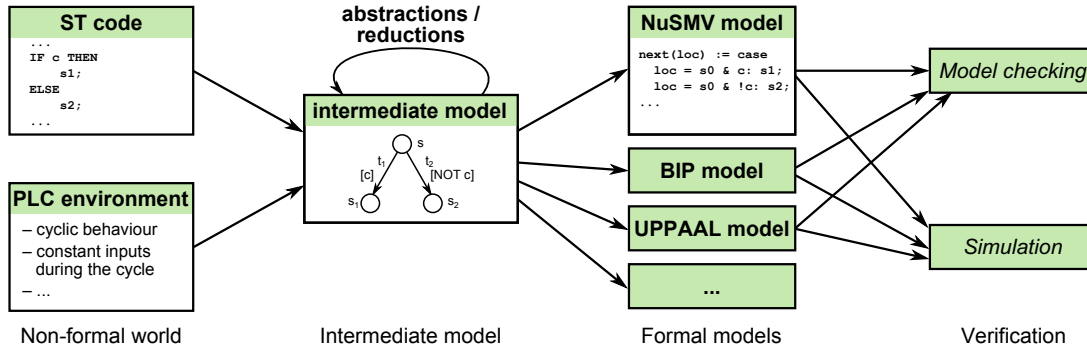 ST code
...
IF c THEN
s1;
ELSE
s2;
...
PLC environment
– cyclic behaviour
– constant inputs
during the cycle
– ...
Non-formal world
abstractions /
reductions
intermediate model
s
t1 t2
[c] [NOT c]
s1 s2
Intermediate model
NuSMV model
next(loc) := case
loc = s0 & c: s1;
loc = s0 & !c: s2;
...
BIP model
UPPAAL model
...
Formal models
Model checking
Simulation
Verification